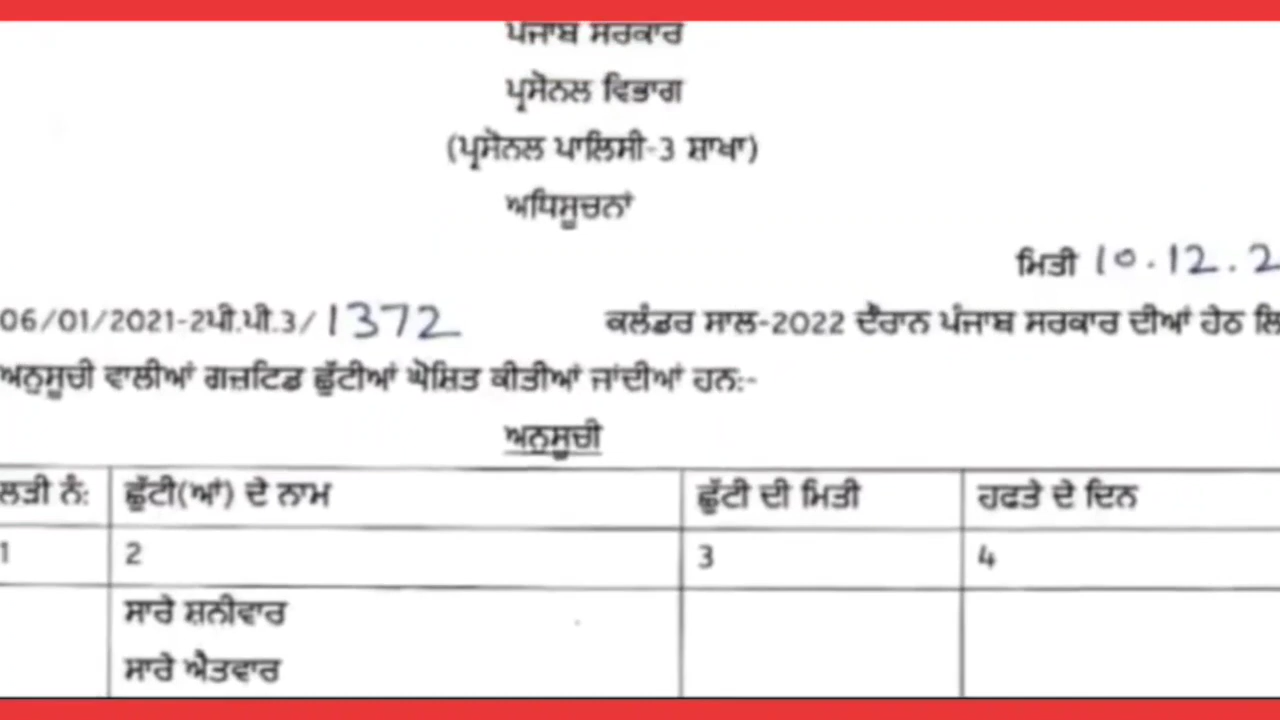 ਪੰਜਾਬ ਸਰਕਾਰ
ਪ੍ਰਸੋਨਲ ਵਿਭਾਗ
(ਪ੍ਰਸੋਨਲ ਪਾਲਿਸੀ-3 ਸ਼ਾਖਾ)
ਅਧਿਸੂਚਨਾਂ
ਮਿਤੀ 10.12.2
06/01/2021-2ਪੀ.ਪੀ.3/1372 ਕਲੰਡਰ ਸਾਲ-2022 ਦੌਰਾਨ ਪੰਜਾਬ ਸਰਕਾਰ ਦੀਆਂ ਹੇਠ ਲਿ
ਅਨੁਸੂਚੀ ਵਾਲੀਆਂ ਗਜ਼ਟਿਡ ਛੁੱਟੀਆਂ ਘੋਸ਼ਿਤ ਕੀਤੀਆਂ ਜਾਂਦੀਆਂ ਹਨ:-
ਅਨੁਸੂਚੀ
ਲੜੀ ਨੰ: ਛੁੱਟੀ(ਆਂ) ਦੇ ਨਾਮ ਛੁੱਟੀ ਦੀ ਮਿਤੀ ਹਫਤੇ ਦੇ ਦਿਨ
1 2 3 4
ਸਾਰੇ ਸ਼ਨੀਵਾਰ
ਸਾਰੇ ਐਤਵਾਰ